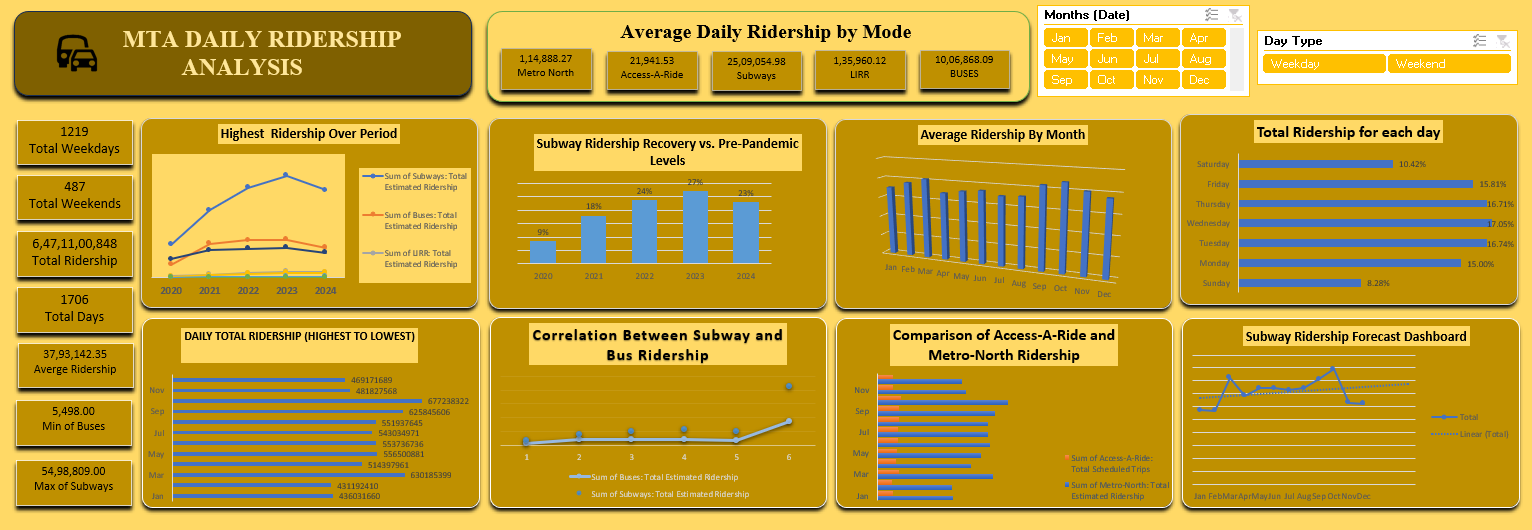 MTA DAILY RIDERSHIP
ANALYSIS
Average Daily Ridership by Mode
1,14,888.27
Metro North
21,941.53
Access-A-Ride
25,09,054.98
Subways
1,35,960.12
LIRR
10,06,868.09
BUSES
Months (Date)
Jan Feb Mar Apr
May Jun Jul Aug
Sep Oct Nov Dec
Day Type
Weekday Weekend
1219
Total Weekdays
487
Total Weekends
6,47,11,00,848
Total Ridership
1706
Total Days
37,93,142.35
Averge Ridership
5,498.00
Min of Buses
54,98,809.00
Max of Subways
Highest Ridership Over Period
Sum of Subways: Total
Estimated Ridership
Sum of Buses: Total
Estimated Ridership
Sum of LIRR: Total
Estimated Ridership
2020 2021 2022 2023 2024
Subway Ridership Recovery vs. Pre-Pandemic
Levels
9% 18% 24% 27% 23%
2020 2021 2022 2023 2024
Average Ridership By Month
Jan Feb Mar Apr May Jun Jul Aug Sep Oct Nov Dec
Total Ridership for each day
Saturday 10.42%
Friday 15.81%
Thursday 16.71%
Wednesday 17.05%
Tuesday 16.74%
Monday 15.00%
Sunday 8.28%
DAILY TOTAL RIDERSHIP (HIGHEST TO LOWEST)
469171689
Nov 481827568
677238322
Sep 625845606
551937645
Jul 543034971
553736736
May 556500881
514397961
Mar 630185399
431192410
Jan 436031660
Correlation Between Subway and
Bus Ridership
1 2 3 4 5 6
Sum of Buses: Total Estimated Ridership
Sum of Subways: Total Estimated Ridership
Comparison of Access-A-Ride and
Metro-North Ridership
Nov
Sep
Jul
May
Mar
Jan
Sum of Access-A-Ride:
Total Scheduled Trips
Sum of Metro-North: Total
Estimated Ridership
Subway Ridership Forecast Dashboard
Total
Linear (Total)
Jan FebMarAprMayJun Jul AugSep OctNovDec